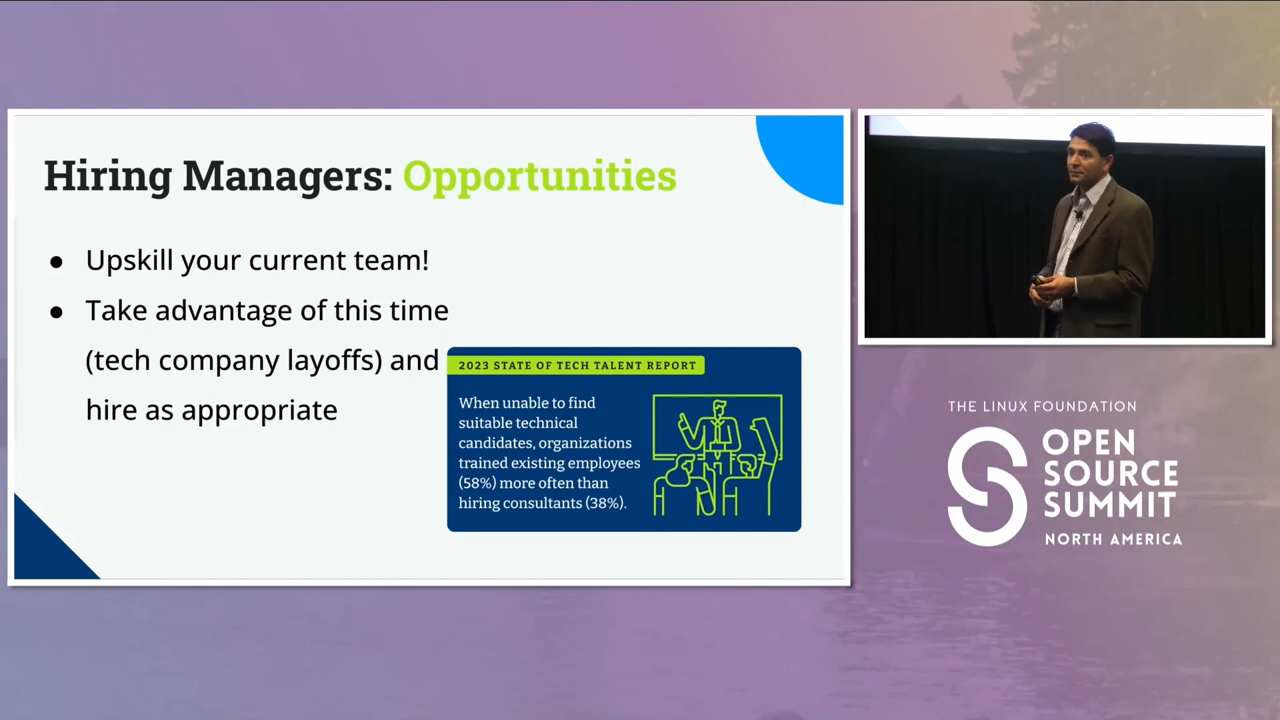 Hiring Managers: Opportunities
● Upskill your current team!
● Take advantage of this time
(tech company layoffs) and
hire as appropriate
2023 STATE OF TECH TALENT REPORT
When unable to find
suitable technical
candidates, organizations
trained existing employees
(58%) more often than
hiring consultants (38%).
THE LINUX FOUNDATION
OPEN
SOURCE
SUMMIT
NORTH AMERICA